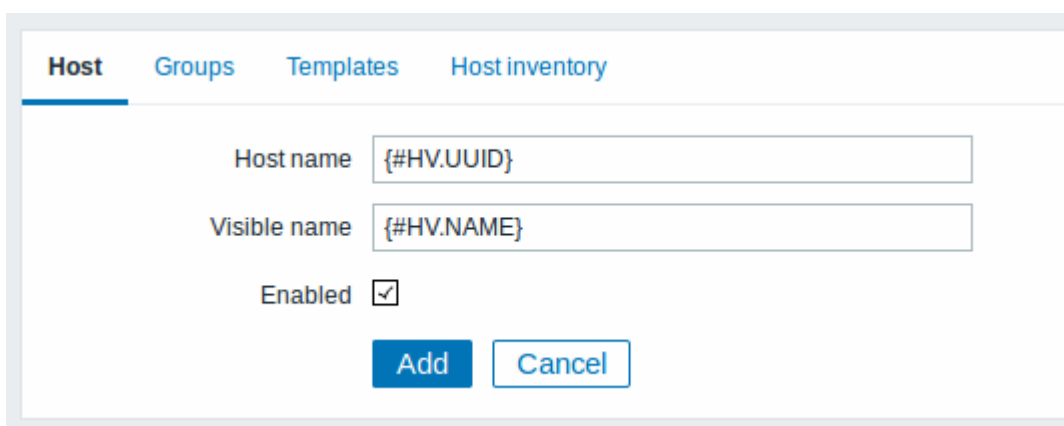 Host Groups Templates Host inventory
Host name {#HV.UUID}
Visible name {#HV.NAME}
Enabled
Add Cancel